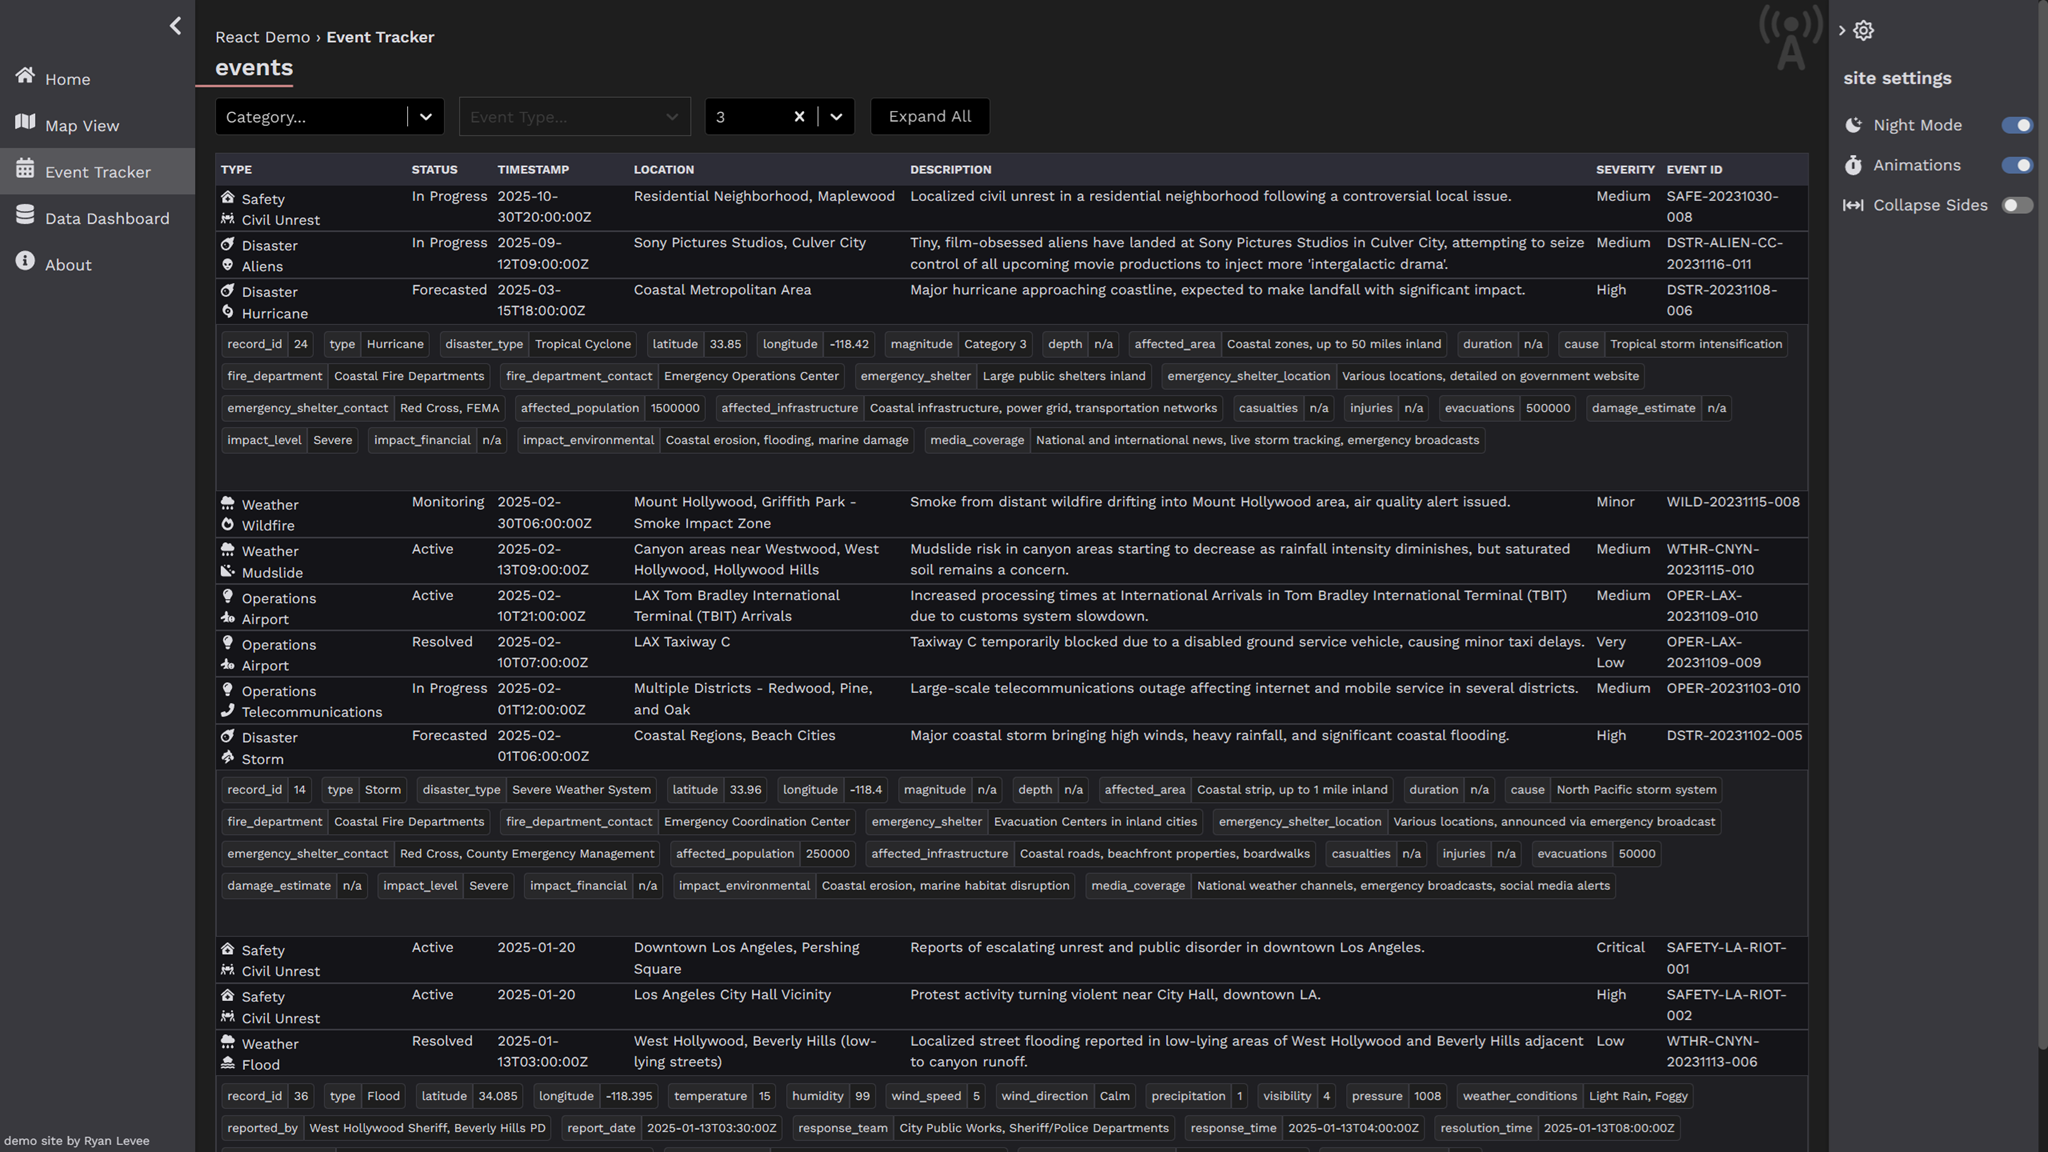 React Demo › Event Tracker
events
Home
Map View
Event Tracker
Data Dashboard
About
demo site by Ryan Levee
Category...
Event Type...
3
Expand All
TYPE STATUS TIMESTAMP LOCATION DESCRIPTION SEVERITY EVENT ID
Safety In Progress 2025-10- Residential Neighborhood, Maplewood Localized civil unrest in a residential neighborhood following a controversial local issue. Medium SAFE-20231030-
Civil Unrest 30T20:00:00Z 008
Disaster In Progress 2025-09- Sony Pictures Studios, Culver City Tiny, film-obsessed aliens have landed at Sony Pictures Studios in Culver City, attempting to seize Medium DSTR-ALIEN-CC-
Aliens 12T09:00:00Z control of all upcoming movie productions to inject more 'intergalactic drama'. 20231116-011
Disaster Forecasted 2025-03- Coastal Metropolitan Area Major hurricane approaching coastline, expected to make landfall with significant impact. High DSTR-20231108-
Hurricane 15T18:00:00Z 006
record_id 24 type Hurricane disaster_type Tropical Cyclone latitude 33.85 longitude -118.42 magnitude Category 3 depth n/a affected_area Coastal zones, up to 50 miles inland duration n/a cause Tropical storm intensification
fire_department Coastal Fire Departments fire_department_contact Emergency Operations Center emergency_shelter Large public shelters inland emergency_shelter_location Various locations, detailed on government website
emergency_shelter_contact Red Cross, FEMA affected_population 1500000 affected_infrastructure Coastal infrastructure, power grid, transportation networks casualties n/a injuries n/a evacuations 500000 damage_estimate n/a
impact_level Severe impact_financial n/a impact_environmental Coastal erosion, flooding, marine damage media_coverage National and international news, live storm tracking, emergency broadcasts
Weather Monitoring 2025-02- Mount Hollywood, Griffith Park - Smoke from distant wildfire drifting into Mount Hollywood area, air quality alert issued. Minor WILD-20231115-008
Wildfire 30T06:00:00Z Smoke Impact Zone
Weather Active 2025-02- Canyon areas near Westwood, West Mudslide risk in canyon areas starting to decrease as rainfall intensity diminishes, but saturated Medium WTHR-CNYN-
Mudslide 13T09:00:00Z Hollywood, Hollywood Hills soil remains a concern. 20231115-010
Operations Active 2025-02- LAX Tom Bradley International Increased processing times at International Arrivals in Tom Bradley International Terminal (TBIT) Medium OPER-LAX-
Airport 10T21:00:00Z Terminal (TBIT) Arrivals due to customs system slowdown. 20231109-010
Operations Resolved 2025-02- LAX Taxiway C Taxiway C temporarily blocked due to a disabled ground service vehicle, causing minor taxi delays. Very OPER-LAX-
Airport 10T07:00:00Z Low 20231109-009
Operations In Progress 2025-02- Multiple Districts - Redwood, Pine, Large-scale telecommunications outage affecting internet and mobile service in several districts. Medium OPER-20231103-010
Telecommunications 01T12:00:00Z and Oak
Disaster Forecasted 2025-02- Coastal Regions, Beach Cities Major coastal storm bringing high winds, heavy rainfall, and significant coastal flooding. High DSTR-20231102-005
Storm 01T06:00:00Z
record_id 14 type Storm disaster_type Severe Weather System latitude 33.96 longitude -118.4 magnitude n/a depth n/a affected_area Coastal strip, up to 1 mile inland duration n/a cause North Pacific storm system
fire_department Coastal Fire Departments fire_department_contact Emergency Coordination Center emergency_shelter Evacuation Centers in inland cities emergency_shelter_location Various locations, announced via emergency broadcast
emergency_shelter_contact Red Cross, County Emergency Management affected_population 250000 affected_infrastructure Coastal roads, beachfront properties, boardwalks casualties n/a injuries n/a evacuations 50000
damage_estimate n/a impact_level Severe impact_financial n/a impact_environmental Coastal erosion, marine habitat disruption media_coverage National weather channels, emergency broadcasts, social media alerts
Safety Active 2025-01-20 Downtown Los Angeles, Pershing Reports of escalating unrest and public disorder in downtown Los Angeles. Critical SAFETY-LA-RIOT-
Civil Unrest Square 001
Safety Active 2025-01-20 Los Angeles City Hall Vicinity Protest activity turning violent near City Hall, downtown LA. High SAFETY-LA-RIOT-
Civil Unrest 002
Weather Resolved 2025-01- West Hollywood, Beverly Hills (low- Localized street flooding reported in low-lying areas of West Hollywood and Beverly Hills adjacent Low WTHR-CNYN-
Flood 13T03:00:00Z lying streets) to canyon runoff. 20231113-006
record_id 36 type Flood latitude 34.085 longitude -118.395 temperature 15 humidity 99 wind_speed 5 wind_direction Calm precipitation 1 visibility 4 pressure 1008 weather_conditions Light Rain, Foggy
reported_by West Hollywood Sheriff, Beverly Hills PD report_date 2025-01-13T03:30:00Z response_team City Public Works, Sheriff/Police Departments response_time 2025-01-13T04:00:00Z resolution_time 2025-01-13T08:00:00Z
site settings
Night Mode
Animations
Collapse Sides